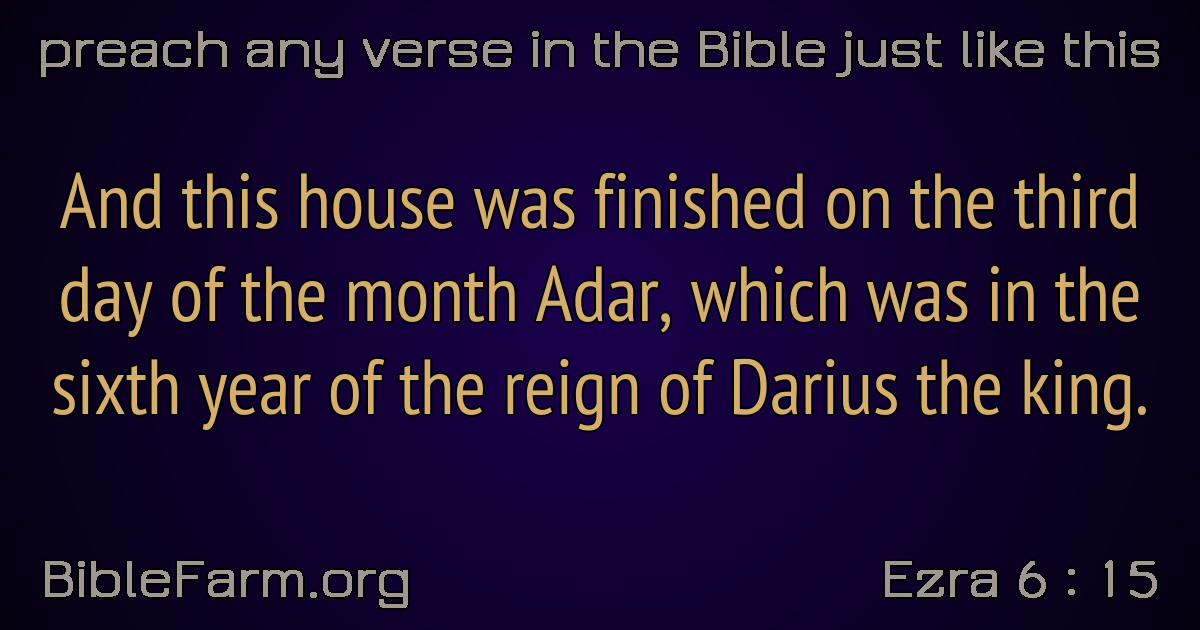 preach any verse in the Bible just like this
And this house was finished on the third
day of the month Adar, which was in the
sixth year of the reign of Darius the king.
BibleFarm.org
Ezra 6 : 15